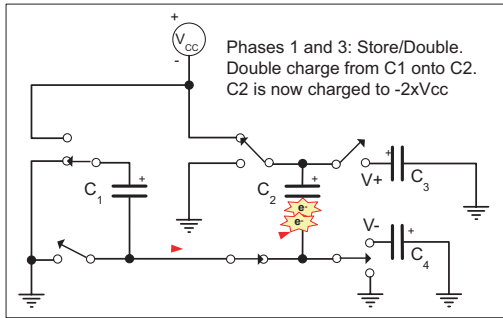 +
VCC
-
Phases 1 and 3: Store/Double.
Double charge from C1 onto C2.
C2 is now charged to -2xVcc
+
C1
+
C2
e-
e-
V+
+
C3
V-
+
C4